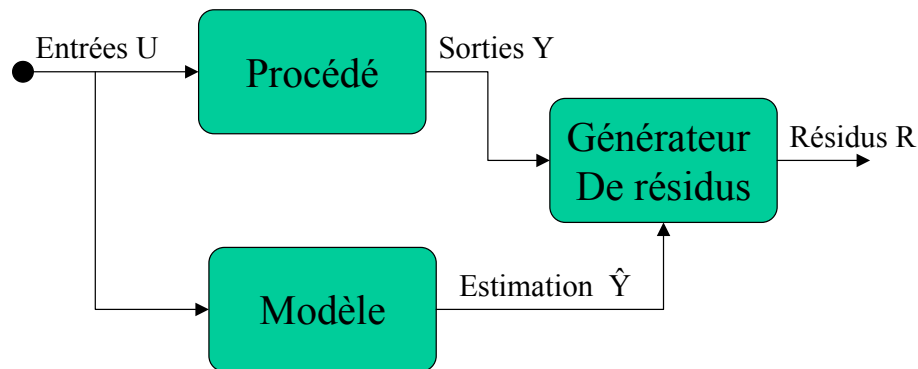 Entrées U
Procédé
Sorties Y
Générateur
De résidus
Résidus R
Modèle
Estimation Ŷ